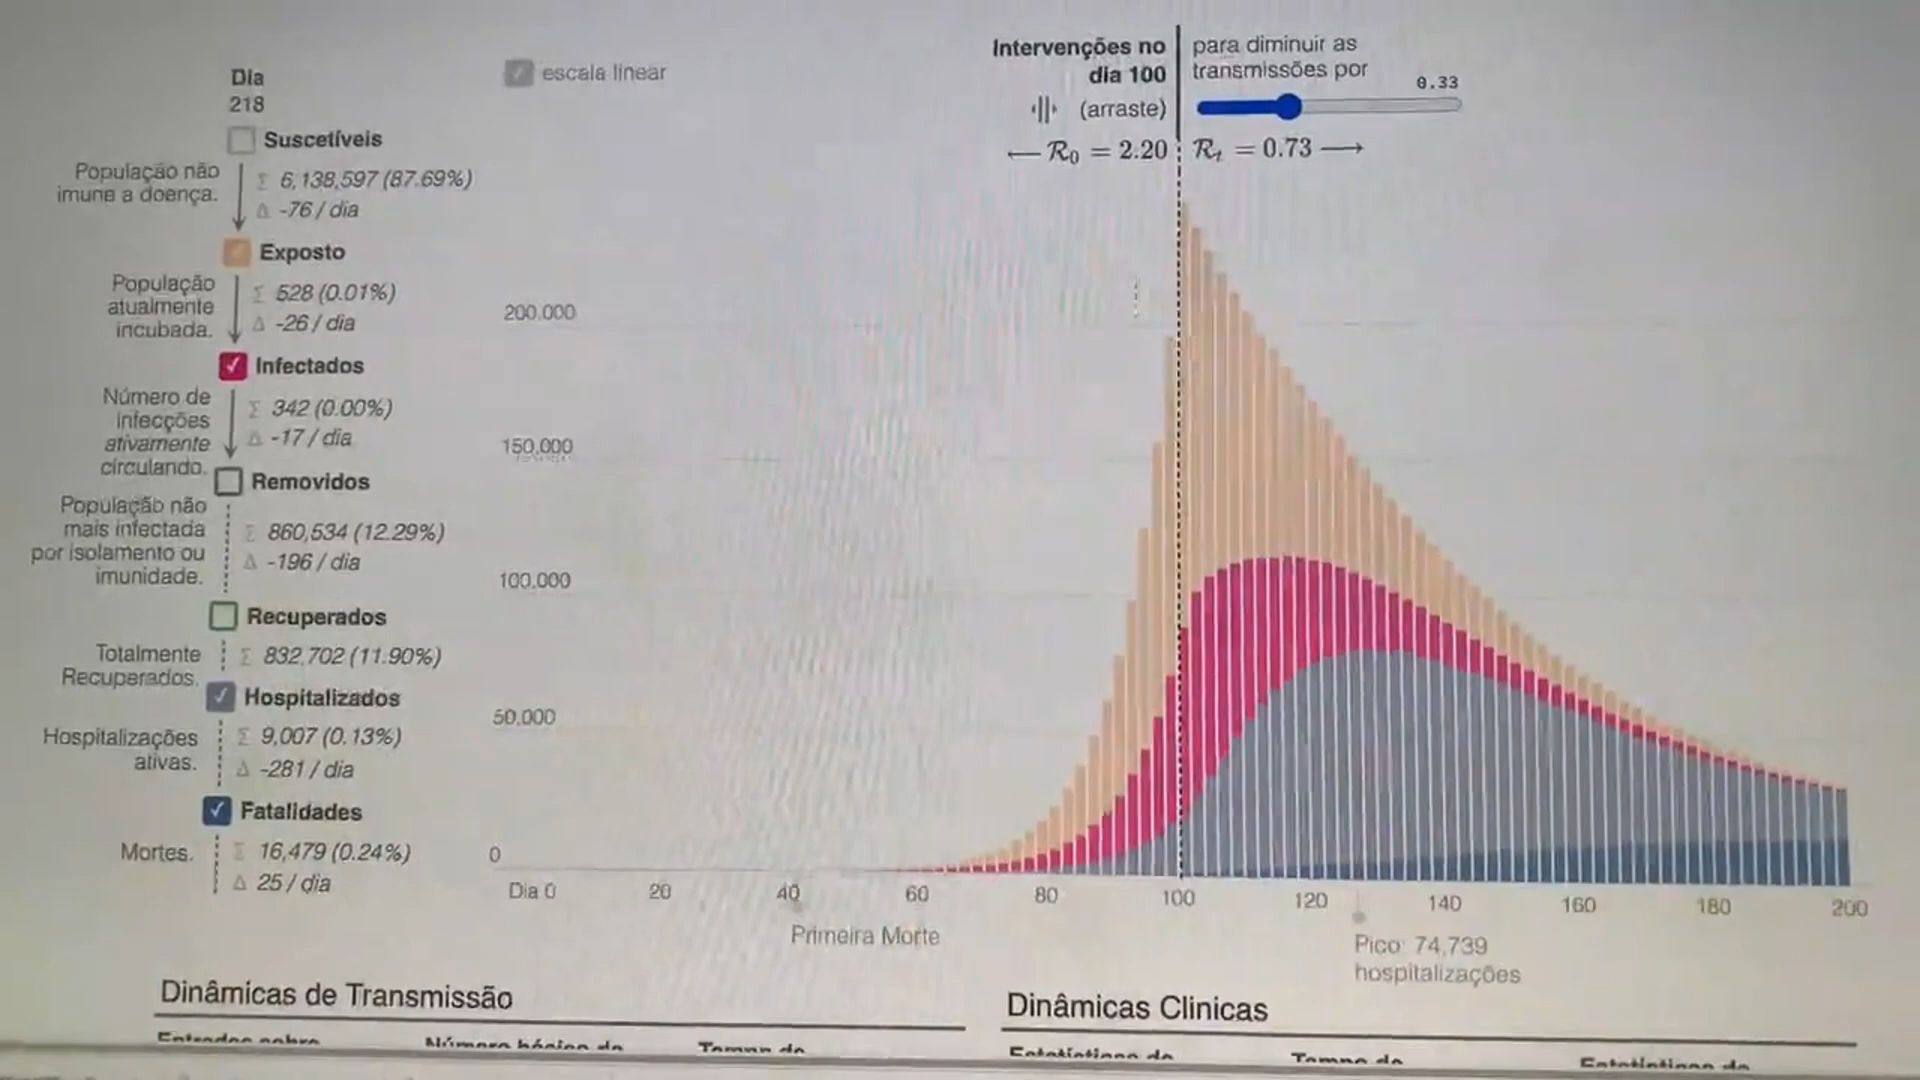 Dia
218
Suscetíveis
População não
imune a doença.
Σ 6,138,597 (87.69%)
Δ -76 / dia
Exposto
População
atualmente
incubada.
Σ 528 (0.01%)
Δ -26 / dia
Infectados
Número de
infecções
ativamente
circulando.
Σ 342 (0.00%)
Δ -17 / dia
Removidos
População não
mais infectada
por isolamento ou
imunidade.
Σ 860,534 (12.29%)
Δ -196 / dia
Recuperados
Totalmente
Recuperados.
Σ 832,702 (11.90%)
Hospitalizados
Hospitalizações
ativas.
Σ 9,007 (0.13%)
Δ -281 / dia
Fatalidades
Mortes.
Σ 16,479 (0.24%)
Δ 25 / dia
escala linear
Intervenções no
dia 100
(arraste)
para diminuir as
transmissões por
0.33
← R₀ = 2.20
Rₜ = 0.73 →
200.000
150,000
100,000
50,000
0
Dia 0 20 40 60 80 100 120 140 160 180 200
Primeira Morte
Pico: 74,739
hospitalizações
Dinâmicas de Transmissão
Dinâmicas Clinicas